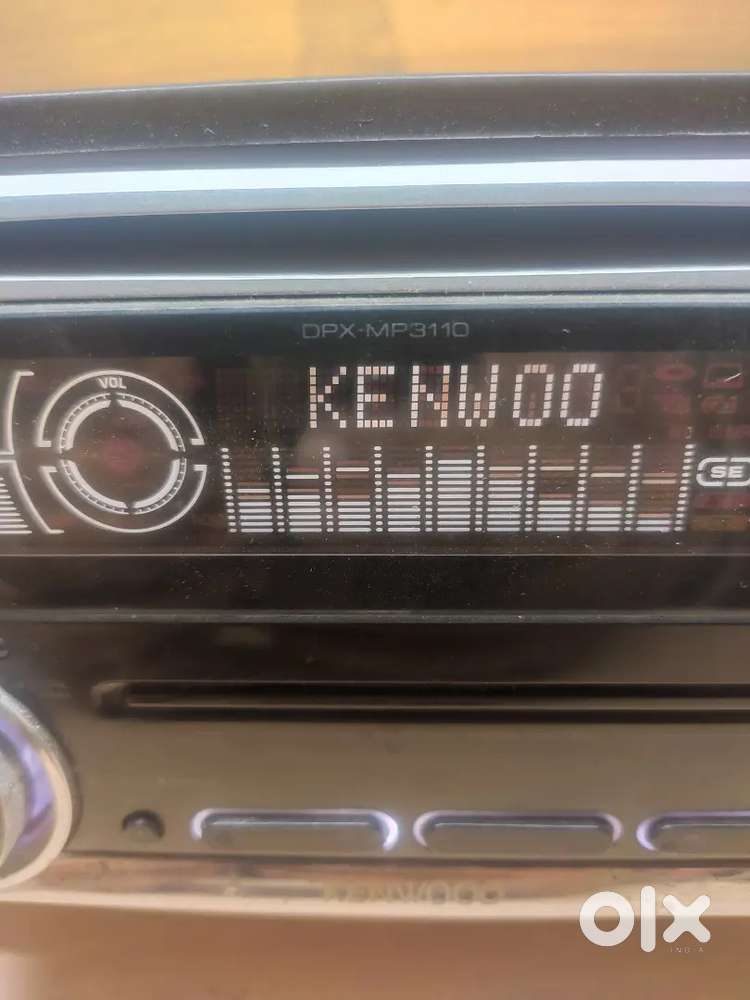 DPX-MP3110
VOL
KENWOO
SE
KENWOOD
olx
INDIA